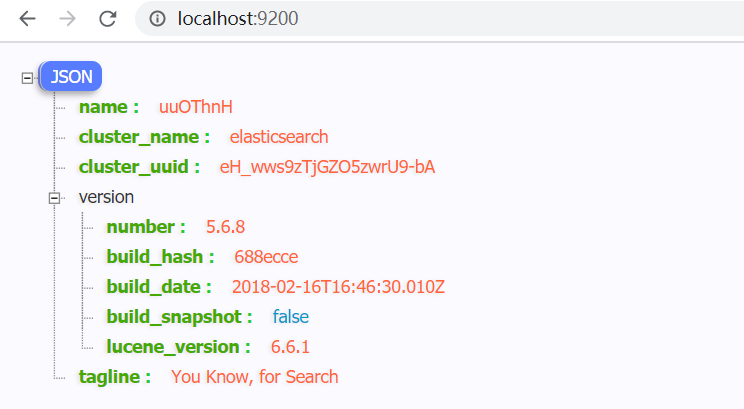 localhost:9200
JSON
name : uuOThnH
cluster_name : elasticsearch
cluster_uuid : eH_wws9zTjGZO5zwrU9-bA
version
number : 5.6.8
build_hash : 688ecce
build_date : 2018-02-16T16:46:30.010Z
build_snapshot : false
lucene_version : 6.6.1
tagline : You Know, for Search